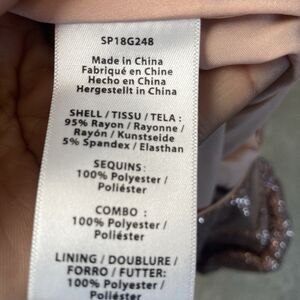 SP18G248
Made in China
Fabriqué en Chine
Hecho en China
Hergestellt in China
SHELL / TISSU / TELA :
95% Rayon / Rayonne /
Rayón / Kunstseide
5% Spandex / Elasthan
SEQUINS:
100% Polyester /
Poliéster
COMBO :
100% Polyester /
Poliéster
LINING / DOUBLURE /
FORRO / FUTTER:
100% Polyester /
Poliéster